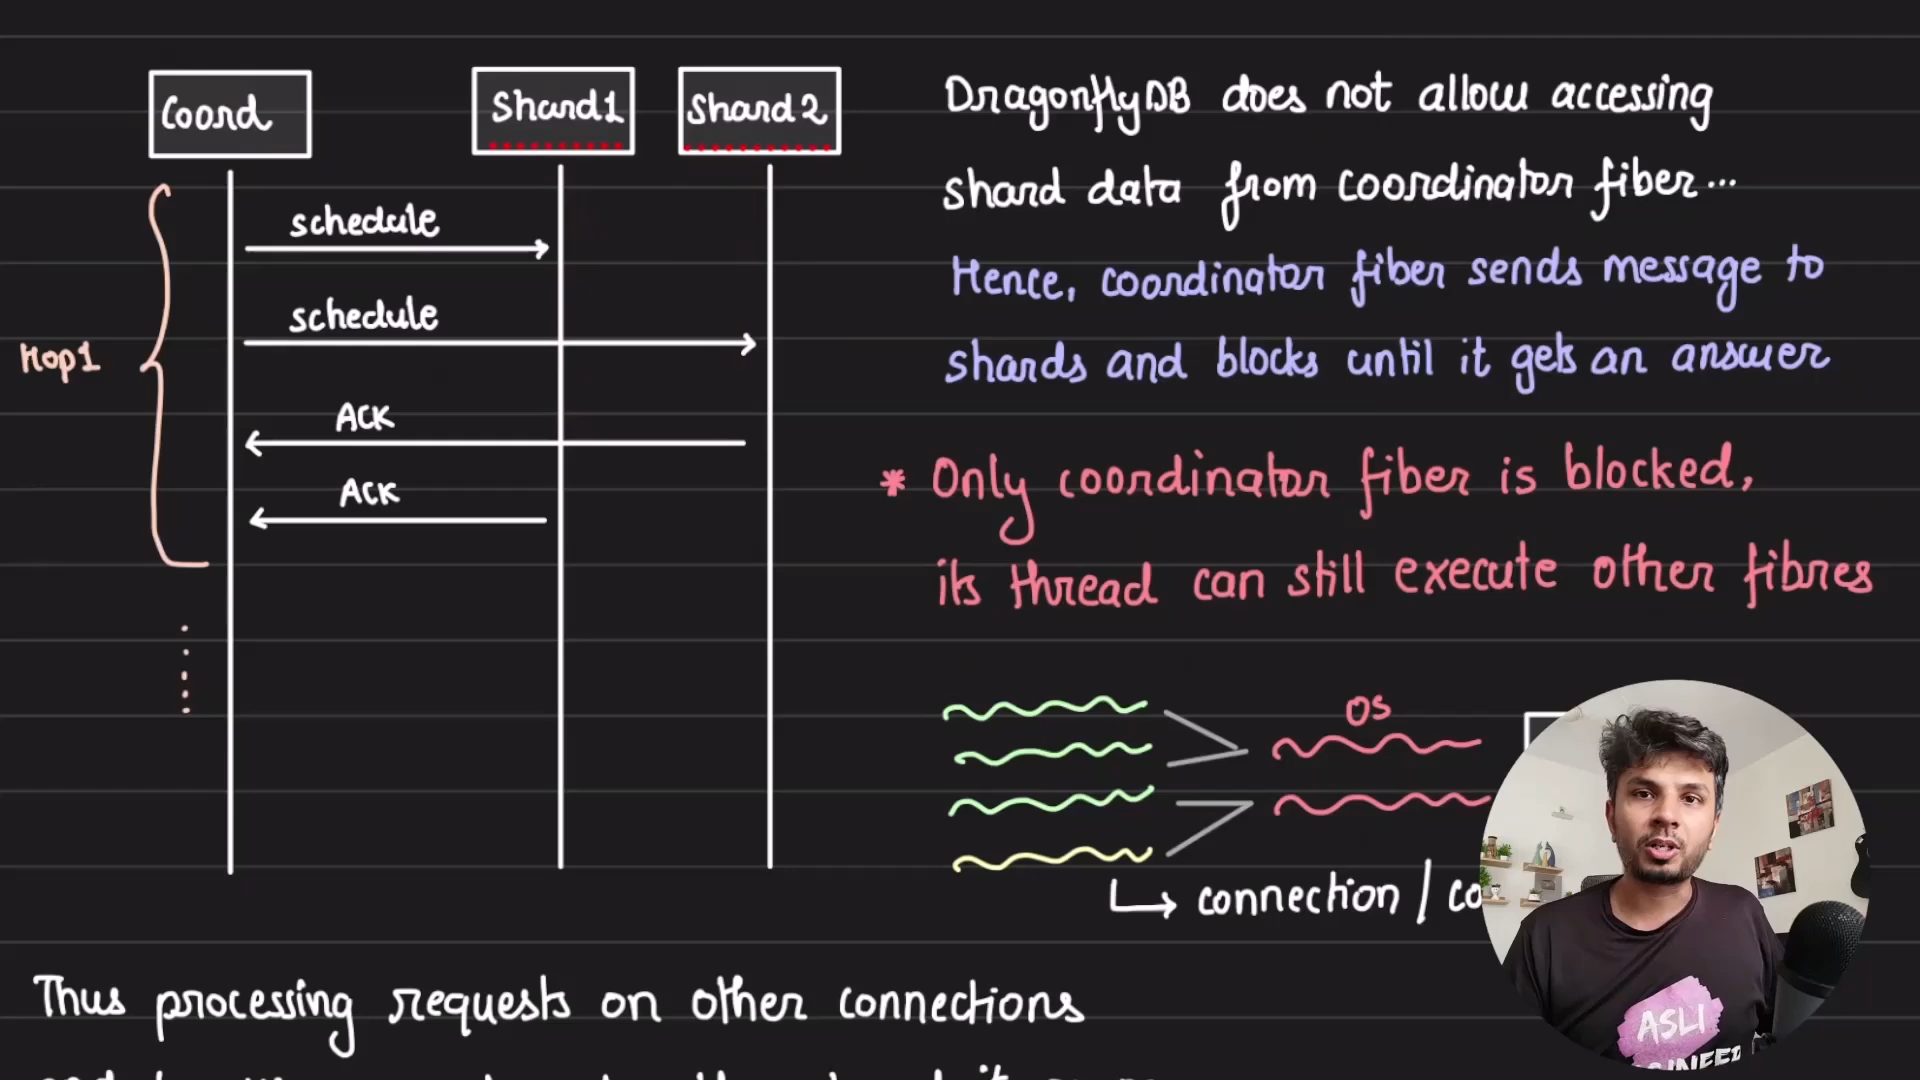 Coord
Shard1
Shard2
schedule
schedule
ACK
ACK
Hop1
DragonflyDB does not allow accessing
shard data from coordinator fiber...
Hence, coordinator fiber sends message to
shards and blocks until it gets an answer
* Only coordinator fiber is blocked,
its thread can still execute other fibres
OS
connection /
Thus processing requests on other connections
ASLI